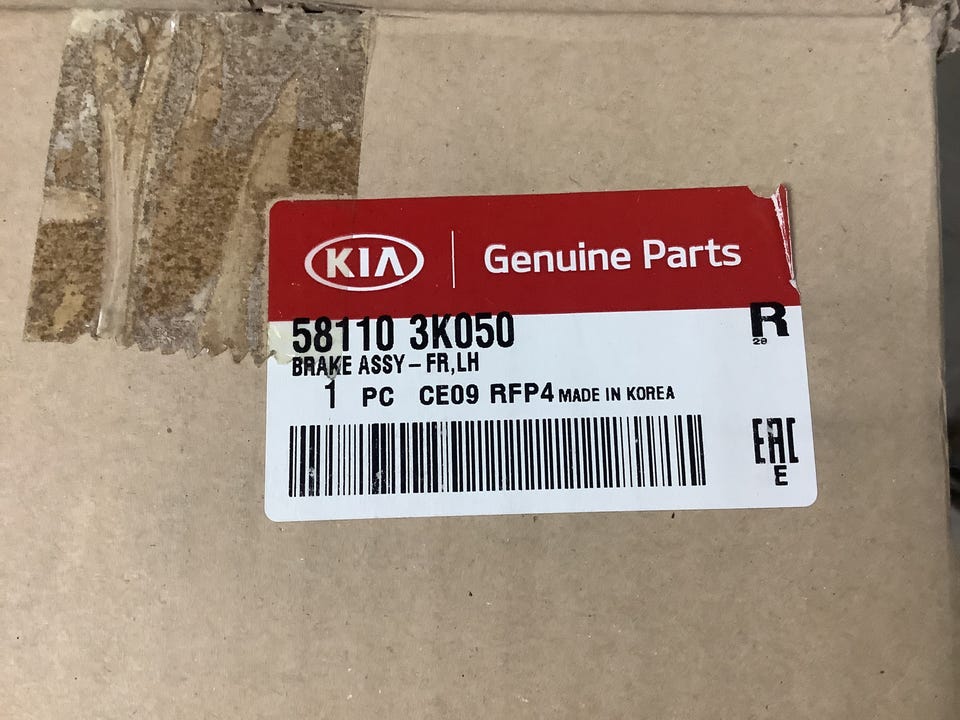 KIA Genuine Parts
58110 3K050 R
28
BRAKE ASSY-FR,LH
1 PC CE09 RFP4 MADE IN KOREA
EAC
E